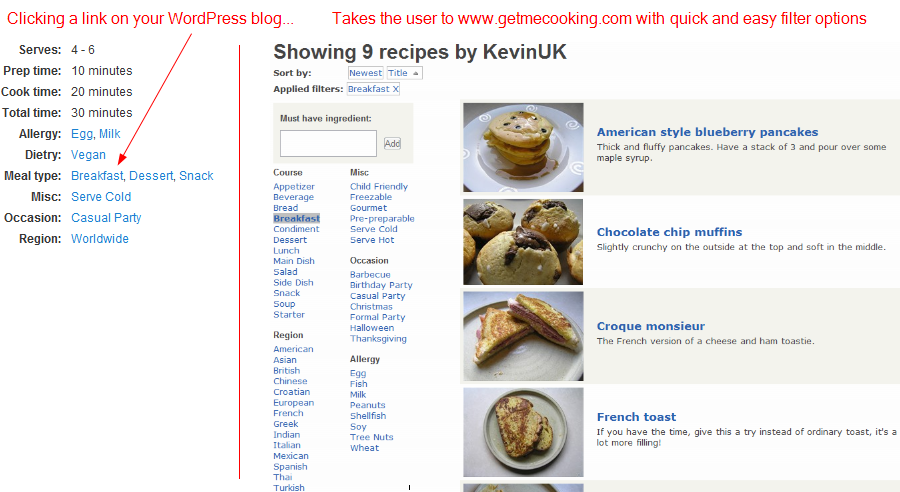 Clicking a link on your WordPress blog...
Takes the user to www.getmecooking.com with quick and easy filter options
Serves: 4 - 6
Prep time: 10 minutes
Cook time: 20 minutes
Total time: 30 minutes
Allergy: Egg, Milk
Dietry: Vegan
Meal type: Breakfast, Dessert, Snack
Misc: Serve Cold
Occasion: Casual Party
Region: Worldwide
Showing 9 recipes by KevinUK
Sort by: Newest Title ▲
Applied filters: Breakfast X
Must have ingredient:
Add
Course
Appetizer
Beverage
Bread
Breakfast
Condiment
Dessert
Lunch
Main Dish
Salad
Side Dish
Snack
Soup
Starter
Region
American
Asian
British
Chinese
Croatian
European
French
Greek
Indian
Italian
Mexican
Spanish
Thai
Turkish
Misc
Child Friendly
Freezable
Gourmet
Pre-preparable
Serve Cold
Serve Hot
Occasion
Barbecue
Birthday Party
Casual Party
Christmas
Formal Party
Halloween
Thanksgiving
Allergy
Egg
Fish
Milk
Peanuts
Shellfish
Soy
Tree Nuts
Wheat
American style blueberry pancakes
Thick and fluffy pancakes. Have a stack of 3 and pour over some
maple syrup.
Chocolate chip muffins
Slightly crunchy on the outside at the top and soft in the middle.
Croque monsieur
The French version of a cheese and ham toastie.
French toast
If you have the time, give this a try instead of ordinary toast, it's a
lot more filling!